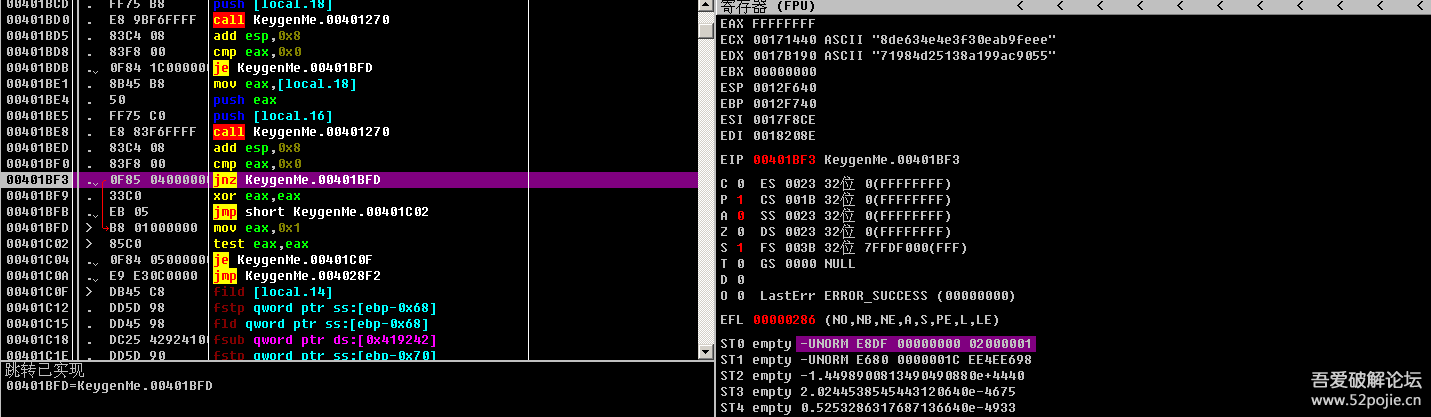 00401BCD . FF75 B8 push [local.18]
00401BD0 . E8 9BF6FFFF call KeygenMe.00401270
00401BD5 . 83C4 08 add esp,0x8
00401BD8 . 83F8 00 cmp eax,0x0
00401BDB . 0F84 1C000000 je KeygenMe.00401BFD
00401BE1 . 8B45 B8 mov eax,[local.18]
00401BE4 . 50 push eax
00401BE5 . FF75 C0 push [local.16]
00401BE8 . E8 83F6FFFF call KeygenMe.00401270
00401BED . 83C4 08 add esp,0x8
00401BF0 . 83F8 00 cmp eax,0x0
00401BF3 . 0F85 04000000 jnz KeygenMe.00401BFD
00401BF9 . 33C0 xor eax,eax
00401BFB . EB 05 jmp short KeygenMe.00401C02
00401BFD > B8 01000000 mov eax,0x1
00401C02 > 85C0 test eax,eax
00401C04 . 0F84 05000000 je KeygenMe.00401C0F
00401C0A . E9 E30C0000 jmp KeygenMe.004028F2
00401C0F > DB45 C8 fild [local.14]
00401C12 . DD5D 98 fstp qword ptr ss:[ebp-0x68]
00401C15 . DD45 98 fld qword ptr ss:[ebp-0x68]
00401C18 . DC25 42924100 fsub qword ptr ds:[0x419242]
00401C1E . DD5D 90 fstp qword ptr ss:[ebp-0x70]
跳转已实现
00401BFD=KeygenMe.00401BFD
寄存器 (FPU) < < < < < < < < < < <
EAX FFFFFFFF
ECX 00171440 ASCII "8de634e4e3f30eab9feee"
EDX 0017B190 ASCII "71984d25138a199ac9055"
EBX 00000000
ESP 0012F640
EBP 0012F740
ESI 0017F8CE
EDI 0018208E
EIP 00401BF3 KeygenMe.00401BF3
C 0 ES 0023 32位 0(FFFFFFFF)
P 1 CS 001B 32位 0(FFFFFFFF)
A 0 SS 0023 32位 0(FFFFFFFF)
Z 0 DS 0023 32位 0(FFFFFFFF)
S 1 FS 003B 32位 7FFDF000(FFF)
T 0 GS 0000 NULL
D 0
O 0 LastErr ERROR_SUCCESS (00000000)
EFL 00000286 (NO,NB,NE,A,S,PE,L,LE)
ST0 empty -UNORM E8DF 00000000 02000001
ST1 empty -UNORM E680 0000001C EE4EE698
ST2 empty -1.4498900813490490880e+4440
ST3 empty 2.0244538545443120640e-4675
ST4 empty 0.5253286317687136640e-4933
吾爱破解论坛
www.52pojie.cn